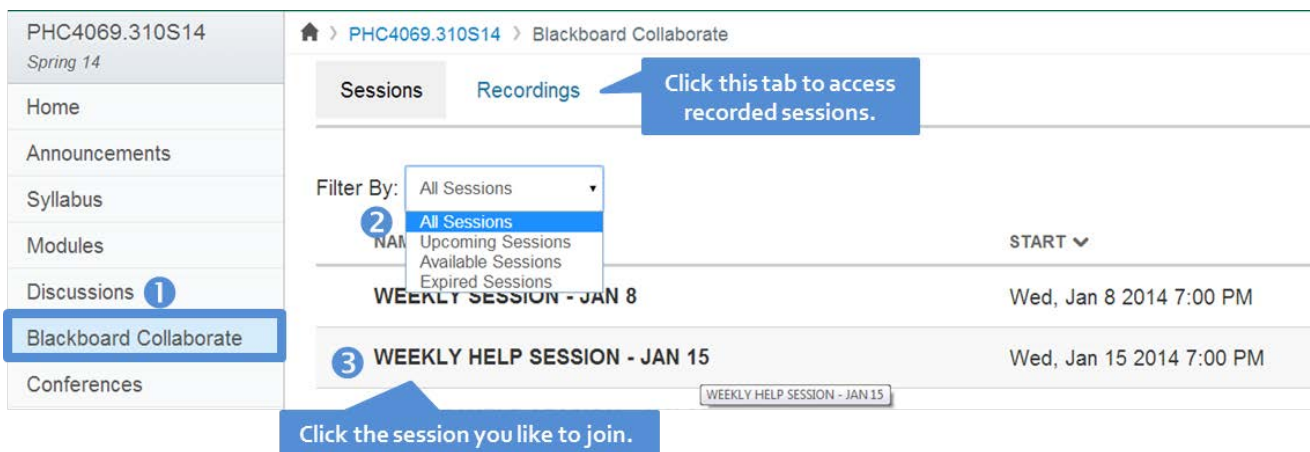 PHC4069.310S14
Spring 14
Home
Announcements
Syllabus
Modules
Discussions 1
Blackboard Collaborate
Conferences
> PHC4069.310S14 > Blackboard Collaborate
Sessions Recordings
Click this tab to access
recorded sessions.
Filter By: All Sessions
2
All Sessions
Upcoming Sessions
Available Sessions
Expired Sessions
START
WEEKLY SESSION - JAN 8 Wed, Jan 8 2014 7:00 PM
3 WEEKLY HELP SESSION - JAN 15 Wed, Jan 15 2014 7:00 PM
WEEKLY HELP SESSION - JAN 15
Click the session you like to join.